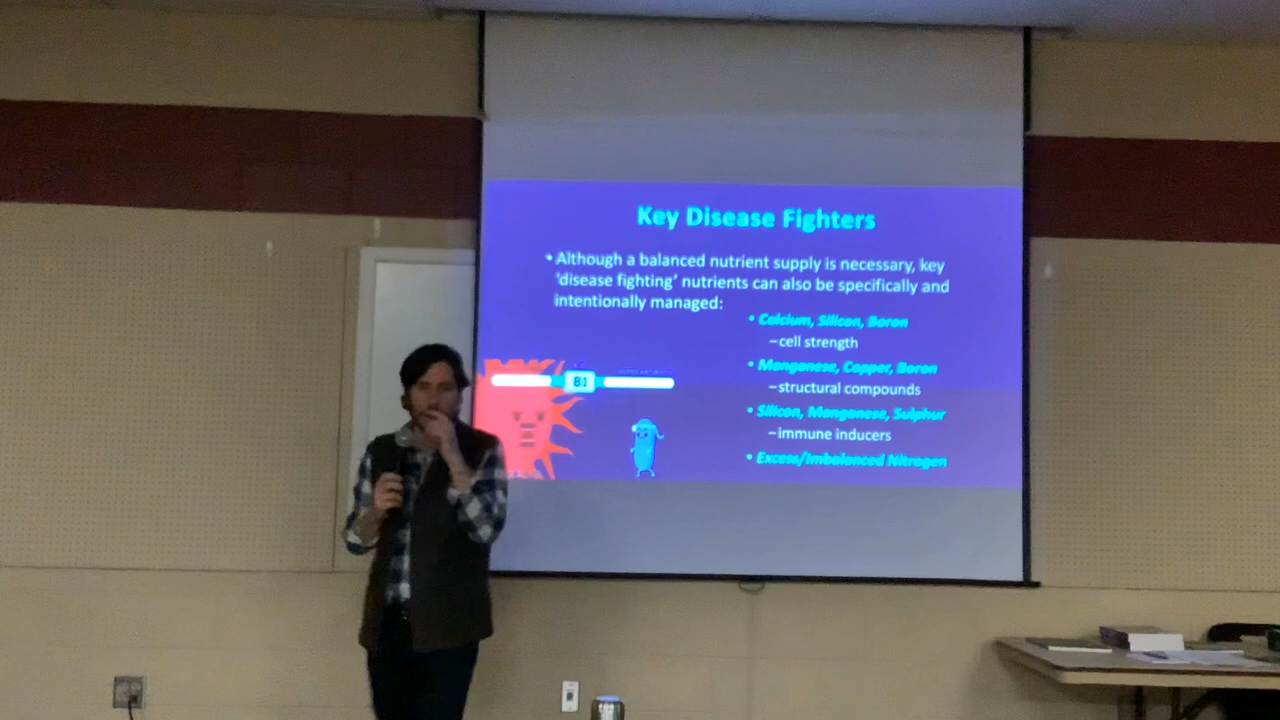 Key Disease Fighters
• Although a balanced nutrient supply is necessary, key
'disease fighting' nutrients can also be specifically and
intentionally managed:
• Calcium, Silicon, Boron
–cell strength
• Manganese, Copper, Boron
–structural compounds
• Silicon, Manganese, Sulphur
–immune inducers
• Excess/Imbalanced Nitrogen
81